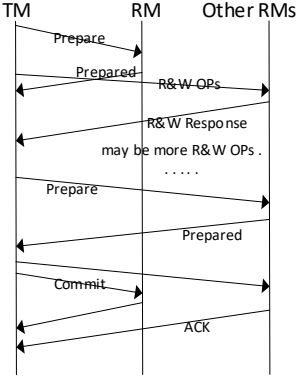 TM RM Other RMs
Prepare
Prepared
R&W OPs
R&W Response
may be more R&W OPs .
. . . . .
Prepare
Prepared
Commit
ACK